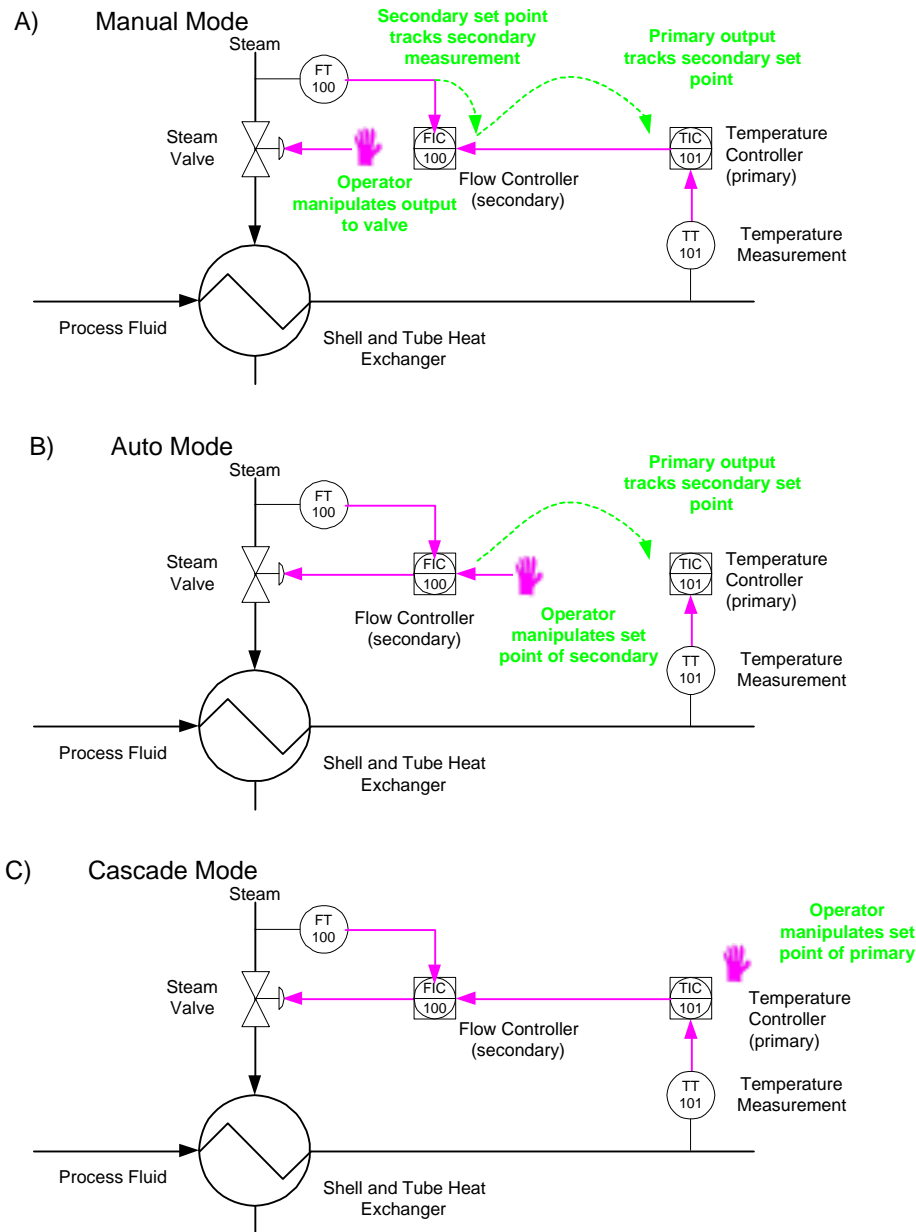 A) Manual Mode
Steam
Secondary set point
tracks secondary
measurement
Primary output
tracks secondary set
point
FT
100
Steam
Valve
FIC
100
TIC
101
Temperature
Controller
(primary)
Operator
manipulates output
to valve
Flow Controller
(secondary)
TT
101
Temperature
Measurement
Process Fluid
Shell and Tube Heat
Exchanger
B) Auto Mode
Steam
Primary output
tracks secondary set
point
FT
100
Steam
Valve
FIC
100
TIC
101
Temperature
Controller
(primary)
Flow Controller
(secondary)
Operator
manipulates set
point of secondary
TT
101
Temperature
Measurement
Process Fluid
Shell and Tube Heat
Exchanger
C) Cascade Mode
Steam
Operator
manipulates set
point of primary
FT
100
Steam
Valve
FIC
100
TIC
101
Temperature
Controller
(primary)
Flow Controller
(secondary)
TT
101
Temperature
Measurement
Process Fluid
Shell and Tube Heat
Exchanger